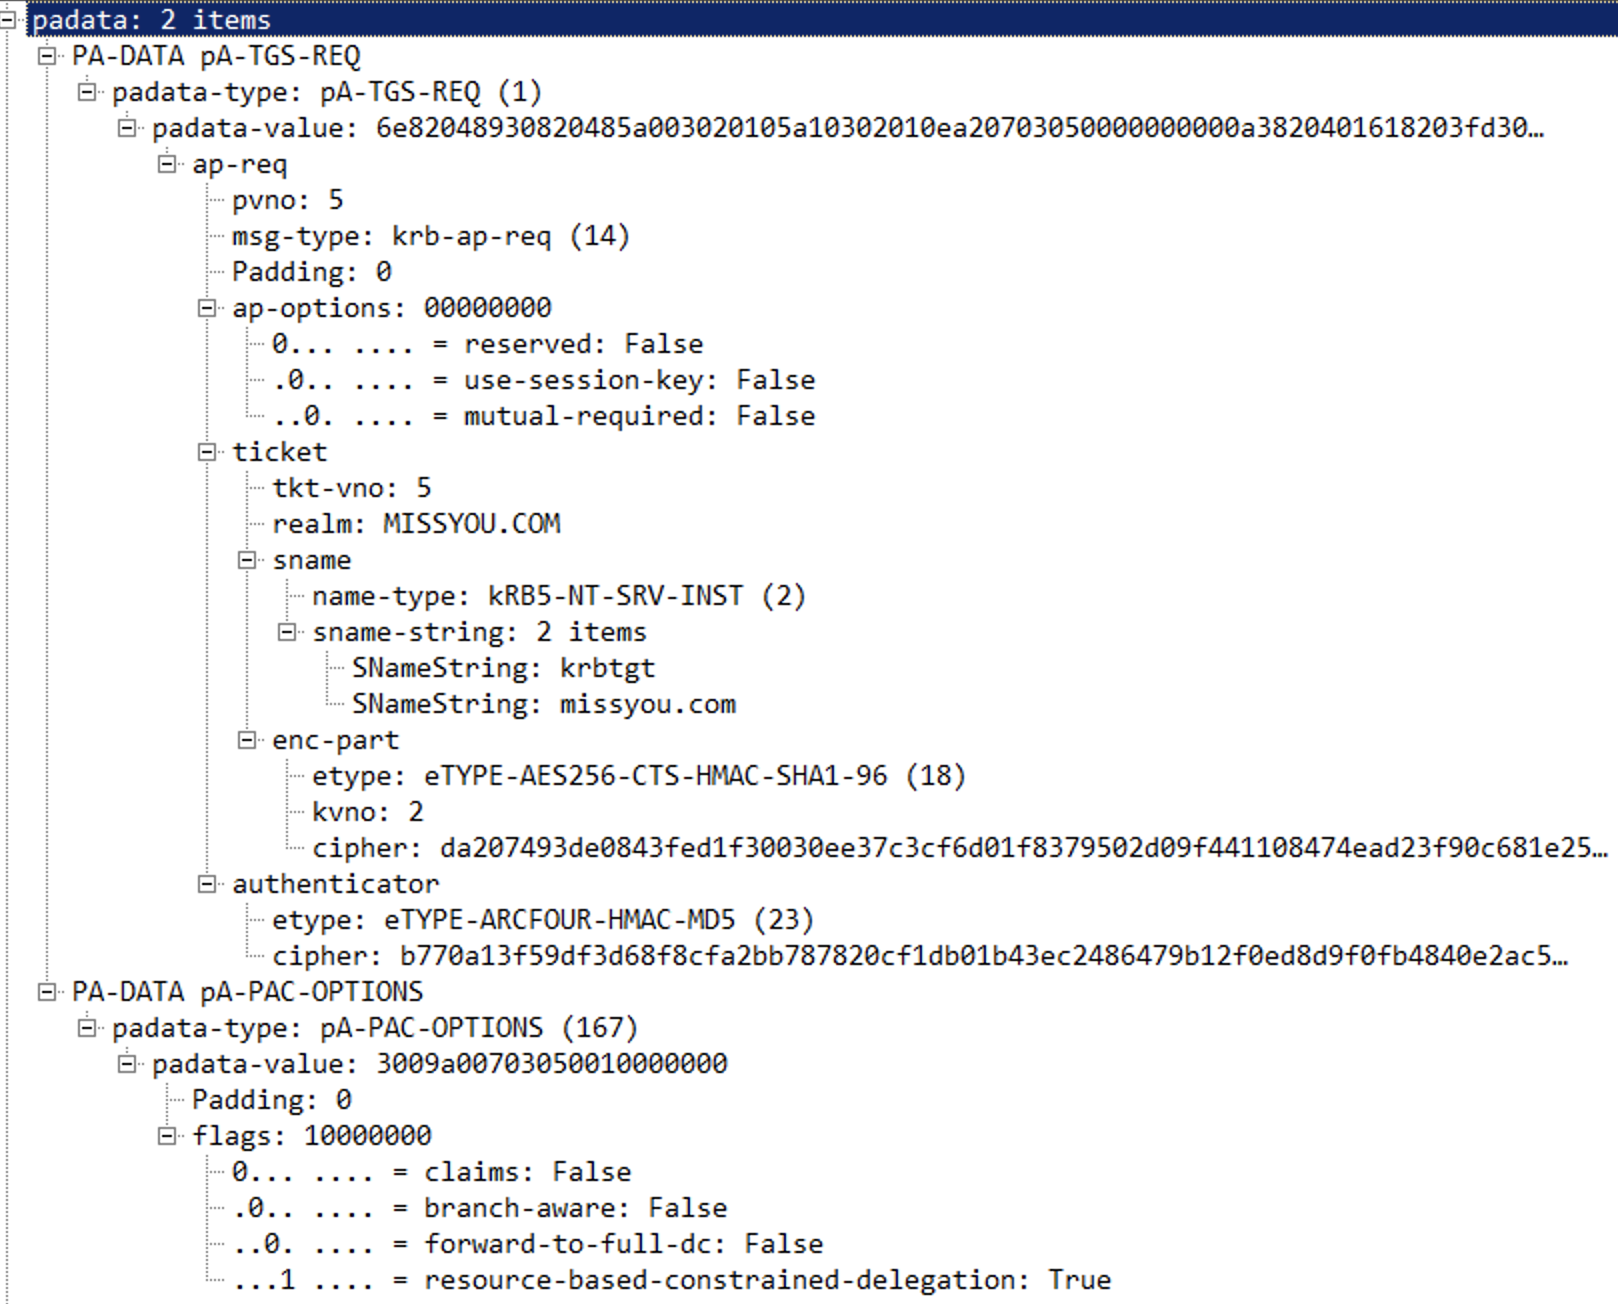 padata: 2 items
PA-DATA pA-TGS-REQ
padata-type: pA-TGS-REQ (1)
padata-value: 6e82048930820485a003020105a10302010ea20703050000000000a3820401618203fd30…
ap-req
pvno: 5
msg-type: krb-ap-req (14)
Padding: 0
ap-options: 00000000
0... .... = reserved: False
.0.. .... = use-session-key: False
..0. .... = mutual-required: False
ticket
tkt-vno: 5
realm: MISSYOU.COM
sname
name-type: kRB5-NT-SRV-INST (2)
sname-string: 2 items
SNameString: krbtgt
SNameString: missyou.com
enc-part
etype: eTYPE-AES256-CTS-HMAC-SHA1-96 (18)
kvno: 2
cipher: da207493de0843fed1f30030ee37c3cf6d01f8379502d09f441108474ead23f90c681e25…
authenticator
etype: eTYPE-ARCFOUR-HMAC-MD5 (23)
cipher: b770a13f59df3d68f8cfa2bb787820cf1db01b43ec2486479b12f0ed8d9f0fb4840e2ac5…
PA-DATA pA-PAC-OPTIONS
padata-type: pA-PAC-OPTIONS (167)
padata-value: 3009a00703050010000000
Padding: 0
flags: 10000000
0... .... = claims: False
.0.. .... = branch-aware: False
..0. .... = forward-to-full-dc: False
...1 .... = resource-based-constrained-delegation: True